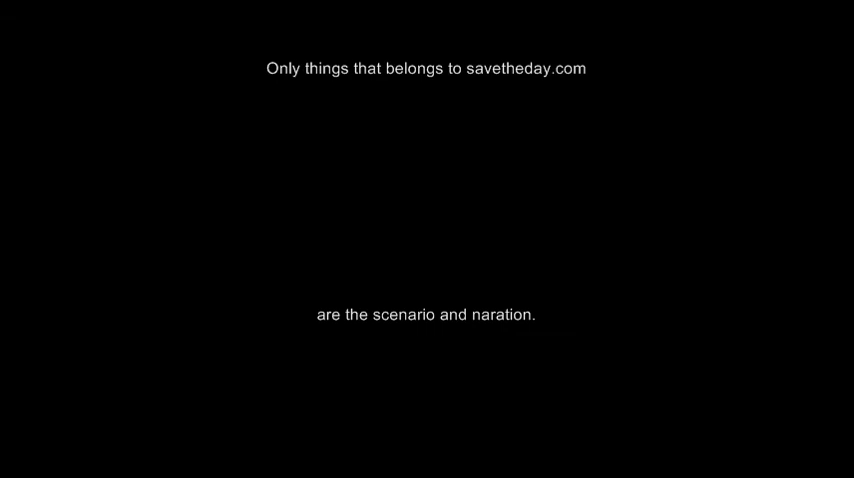 Only things that belongs to savetheday.com
are the scenario and naration.